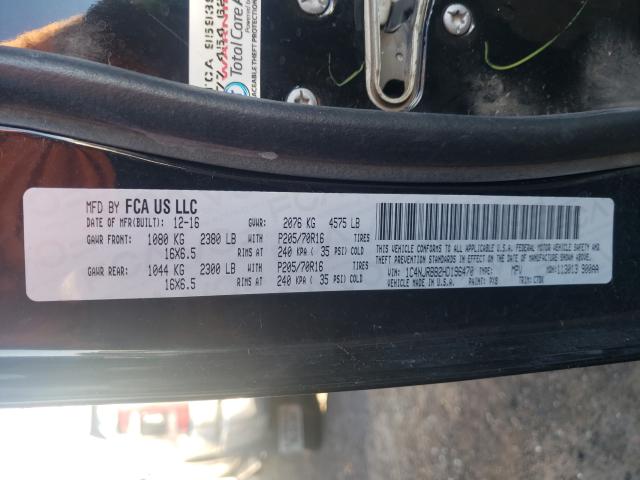 Total Care
MFD BY FCA US LLC
DATE OF MFR(BUILT): 12-16 GVWR: 2076 KG 4575 LB
GAWR FRONT: 1080 KG 2380 LB WITH P205/70R16 TIRES
16X6.5 RIMS AT 240 KPA ( 35 PSI) COLD
GAWR REAR: 1044 KG 2300 LB WITH P205/70R16 TIRES
16X6.5 RIMS AT 240 KPA ( 35 PSI) COLD
THIS VEHICLE CONFORMS TO ALL APPLICABLE U.S.A. FEDERAL MOTOR VEHICLE SAFETY AND
THEFT PREVENTION STANDARDS IN EFFECT ON THE DATE OF MANUFACTURE SHOWN ABOVE.
VIN: 1C4NJRBB2HD196470 TYPE: MPV MDH: 113013 900AA
VEHICLE MADE IN U.S.A. PAINT: PX8 TRIM: